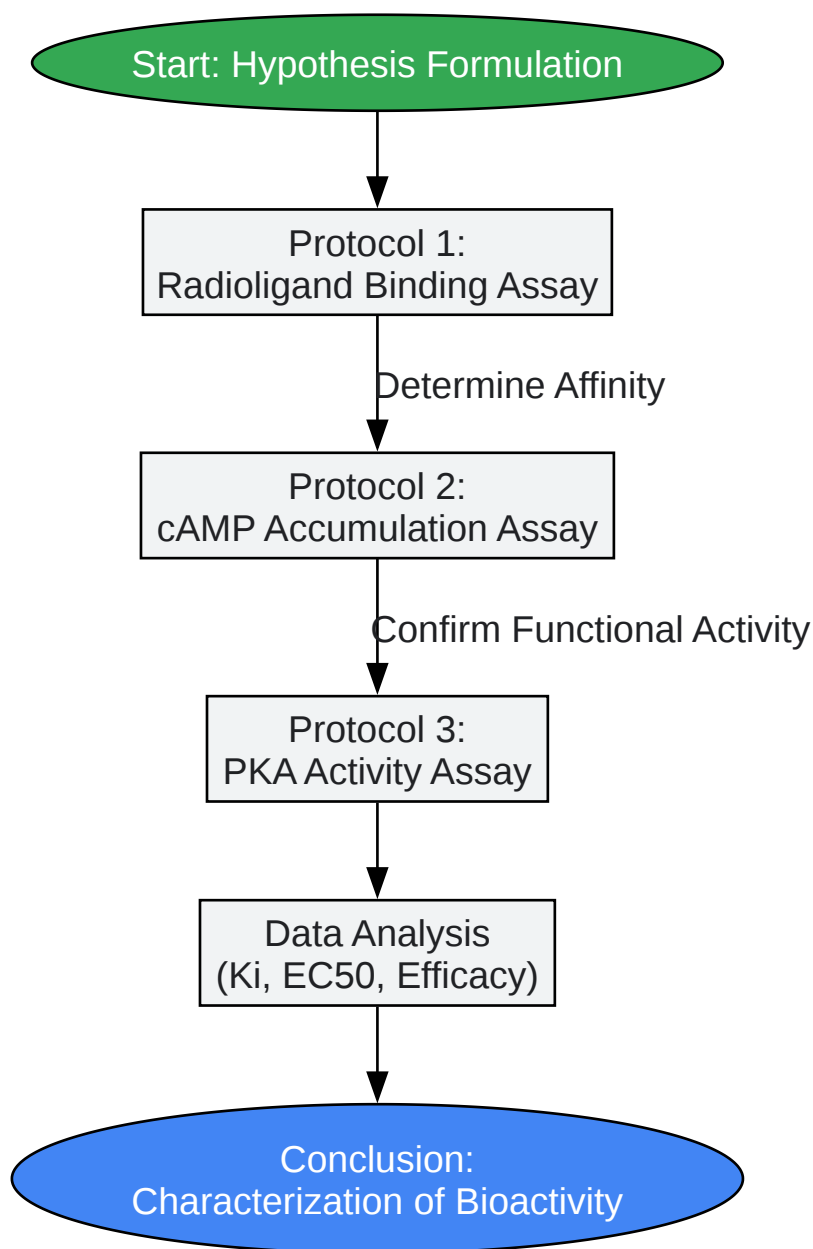 Start: Hypothesis Formulation
Protocol 1:
Radioligand Binding Assay
Determine Affinity
Protocol 2:
cAMP Accumulation Assay
Confirm Functional Activity
Protocol 3:
PKA Activity Assay
Data Analysis
(Ki, EC50, Efficacy)
Conclusion:
Characterization of Bioactivity